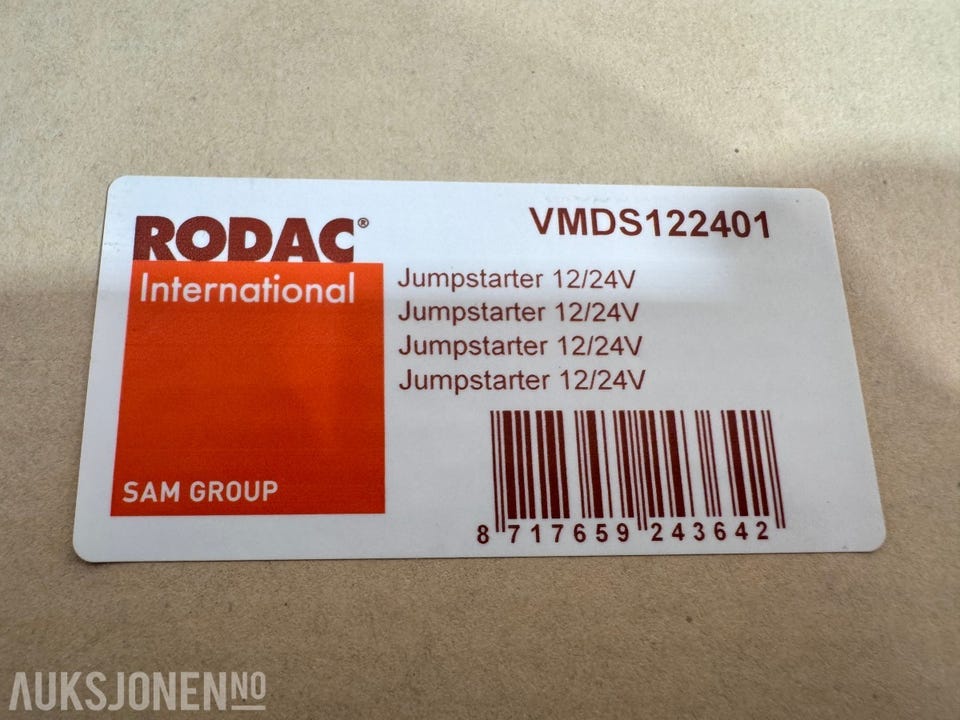 RODAC®
International
SAM GROUP
VMDS122401
Jumpstarter 12/24V
Jumpstarter 12/24V
Jumpstarter 12/24V
Jumpstarter 12/24V
8 717659 243642
AUKSJONEN NO